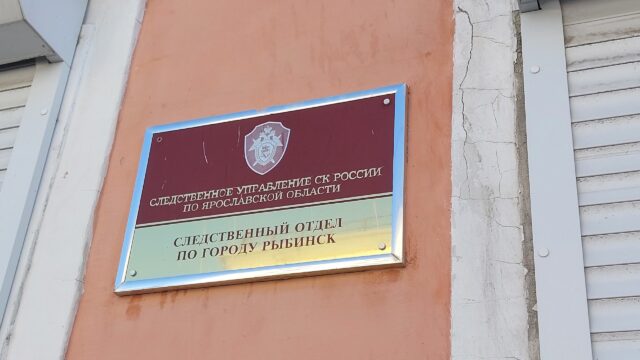 СЛЕДСТВЕННОЕ УПРАВЛЕНИЕ СК РОССИИ
ПО ЯРОСЛАВСКОЙ ОБЛАСТИ
СЛЕДСТВЕННЫЙ ОТДЕЛ
ПО ГОРОДУ РЫБИНСК